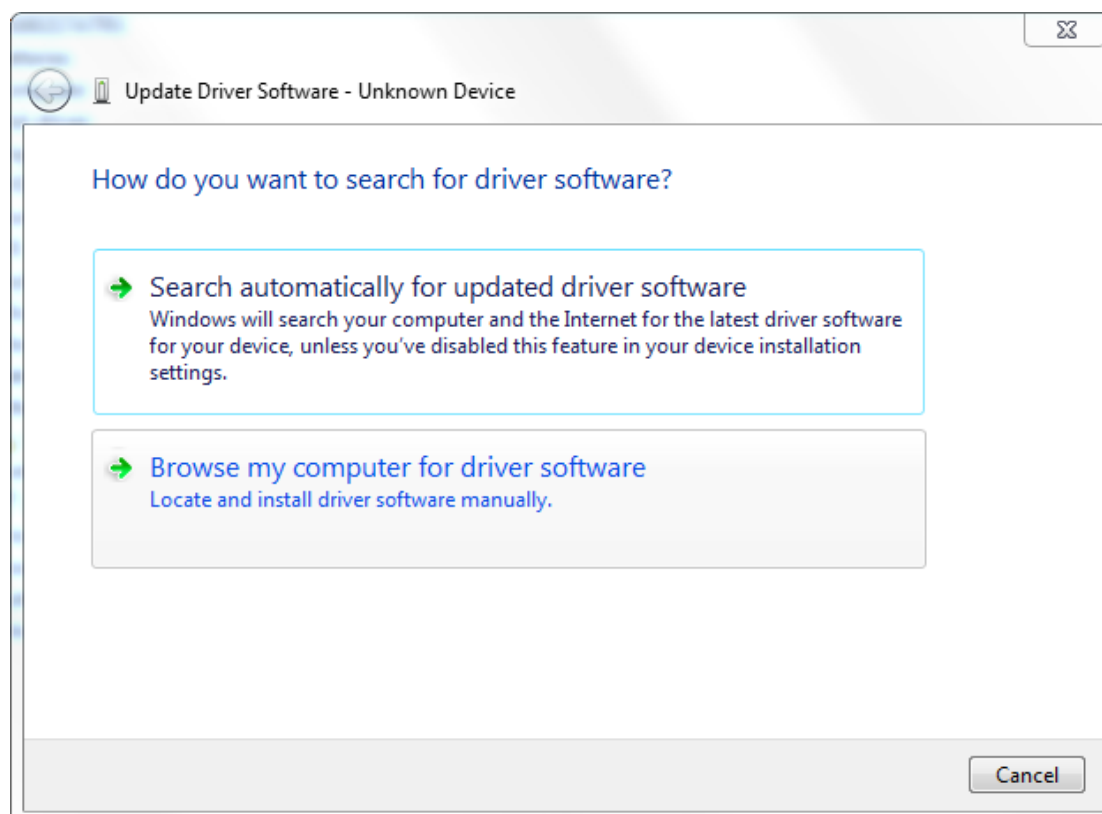 Update Driver Software - Unknown Device
How do you want to search for driver software?
Search automatically for updated driver software
Windows will search your computer and the Internet for the latest driver software
for your device, unless you've disabled this feature in your device installation
settings.
Browse my computer for driver software
Locate and install driver software manually.
Cancel